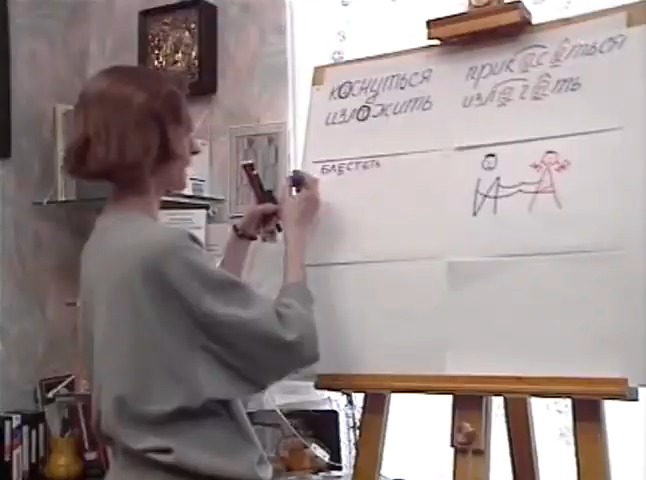 коснуться
изложить
прикасаться
излагать
БЛЕСТЕТЬ